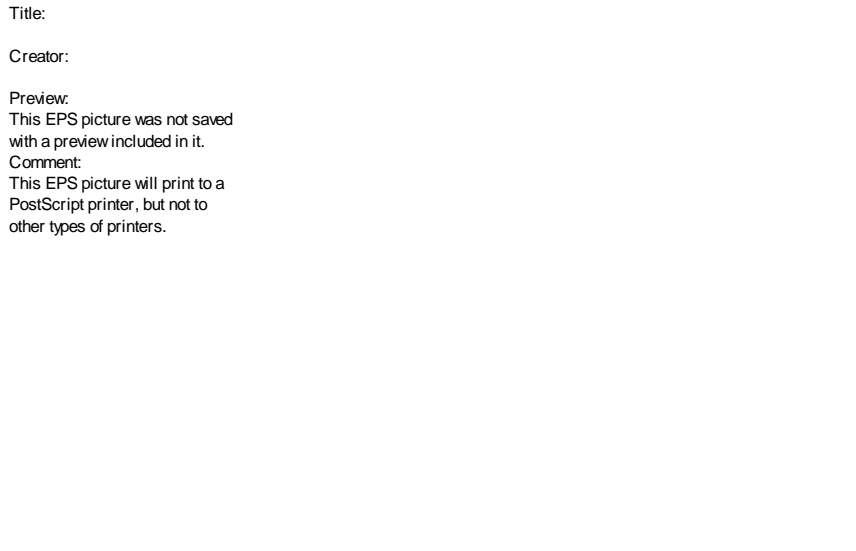 Title:
Creator:
Preview:
This EPS picture was not saved
with a preview included in it.
Comment:
This EPS picture will print to a
PostScript printer, but not to
other types of printers.